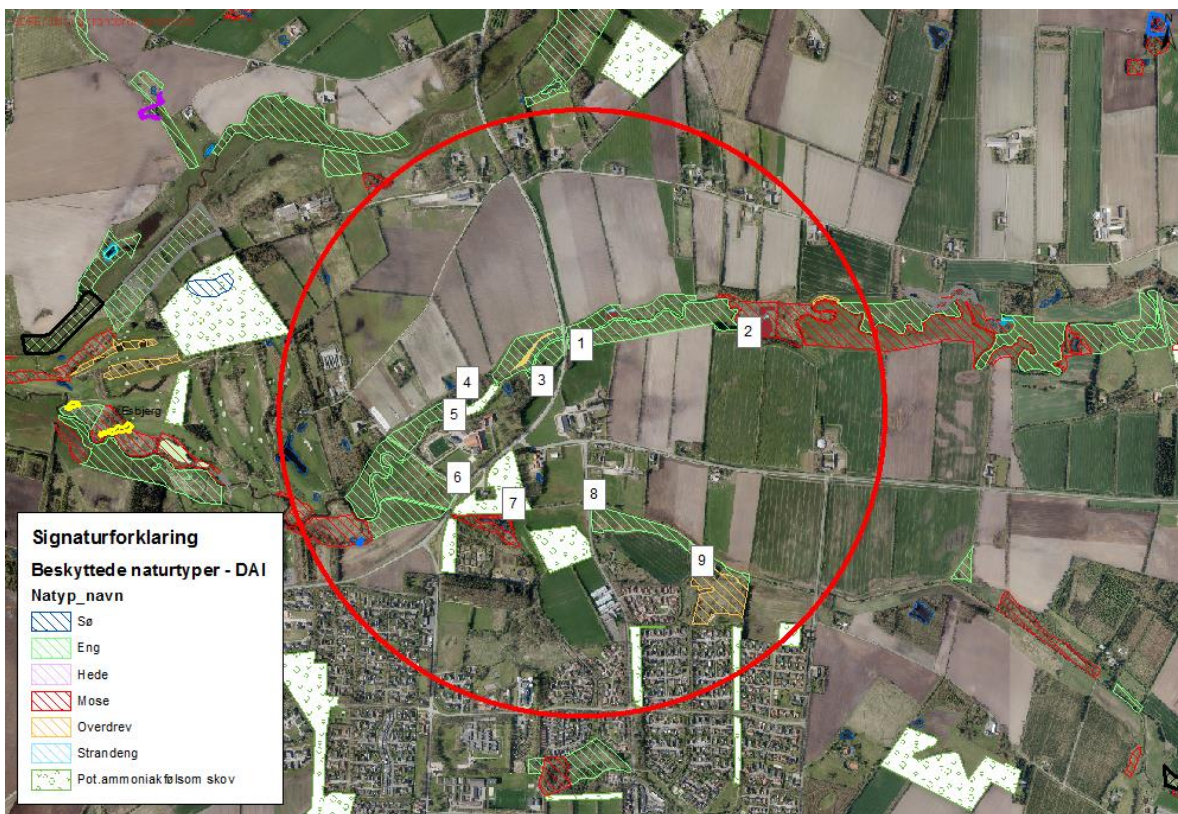 N
1
2
3
4
5
Esbjerg
6
7
8
9
Signaturforklaring
Beskyttede naturtyper - DAI
Natyp_navn
Sø
Eng
Hede
Mose
Overdrev
Strandeng
Pot.ammoniakfølsom skov